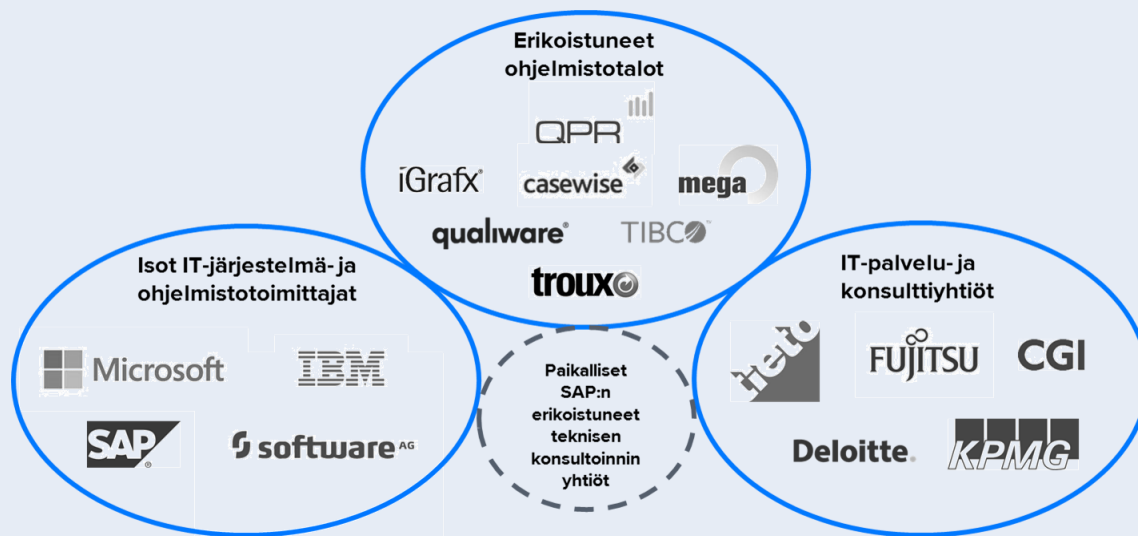 Erikoistuneet
ohjelmistotalot
QPR
iGrafx®
casewise
mega
qualiware®
TIBCO™
troux
Isot IT-järjestelmä- ja
ohjelmistotoimittajat
Microsoft
IBM
SAP®
software AG
Paikalliset
SAP:n
erikoistuneet
teknisen
konsultoinnin
yhtiöt
IT-palvelu- ja
konsulttiyhtiöt
tieto
FUJITSU
CGI
Deloitte.
KPMG